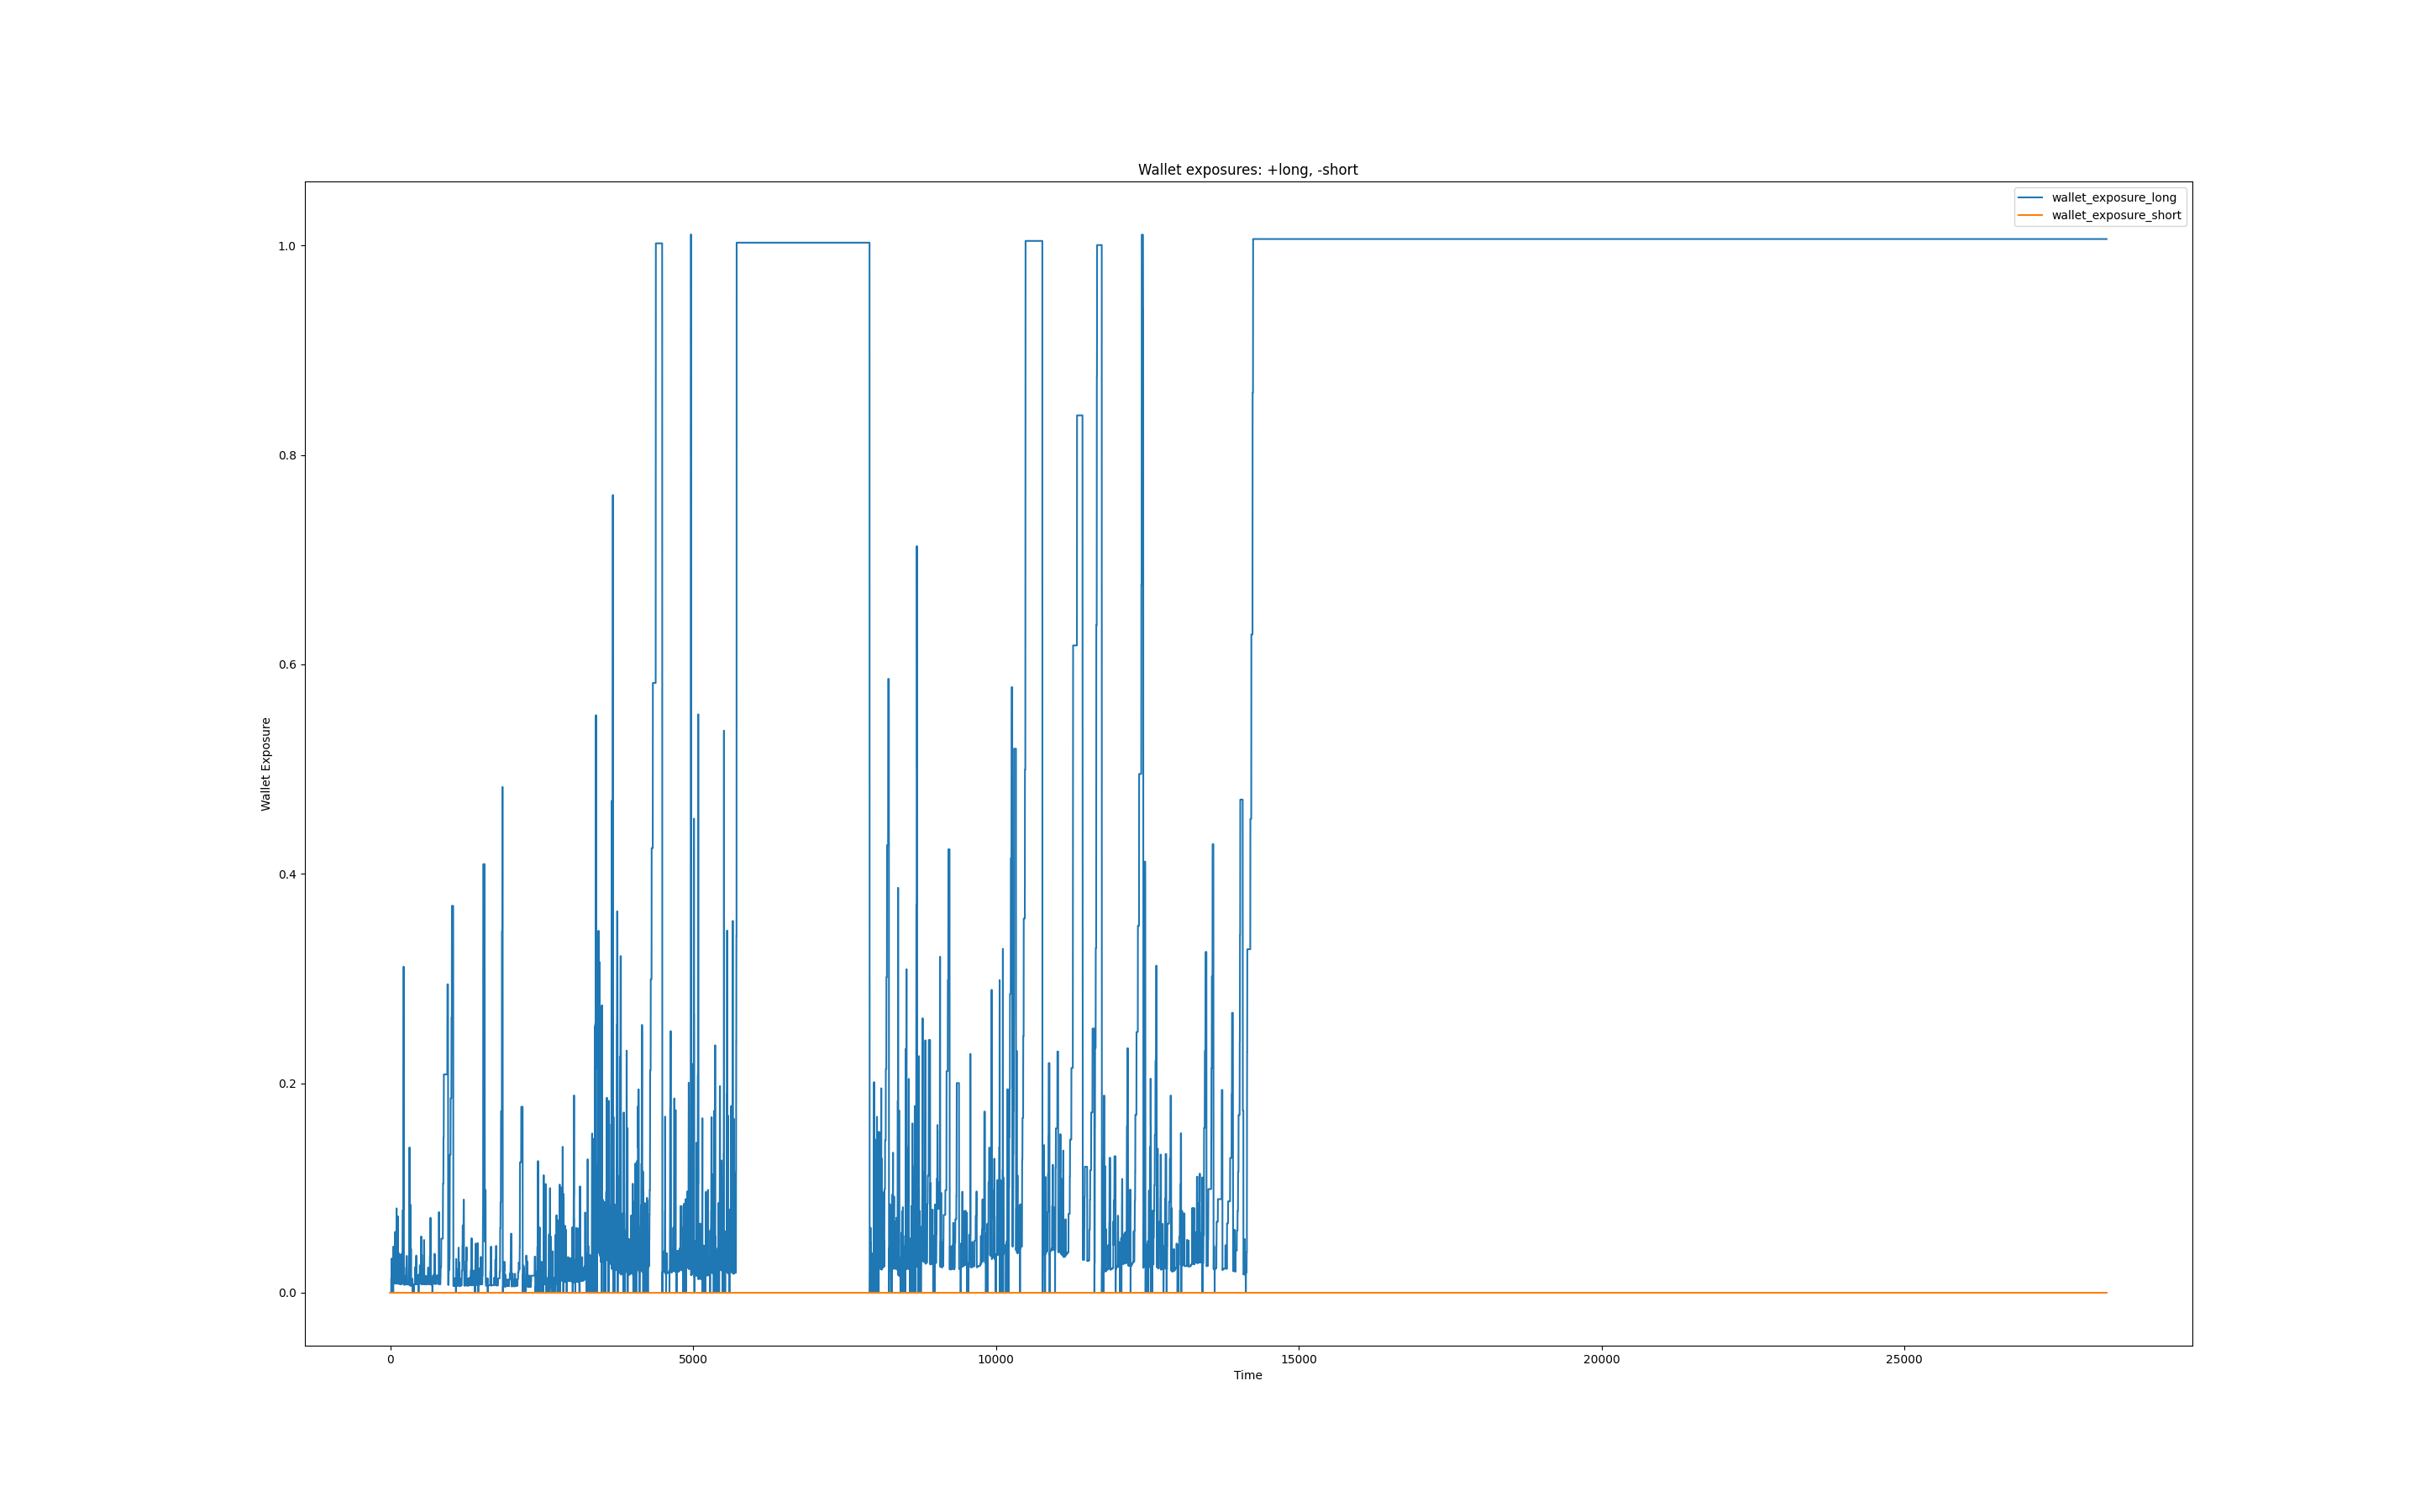 Wallet exposures: +long, -short
wallet_exposure_long
wallet_exposure_short
1.0
0.8
0.6
0.4
0.2
0.0
Wallet Exposure
0 5000 10000 15000 20000 25000
Time